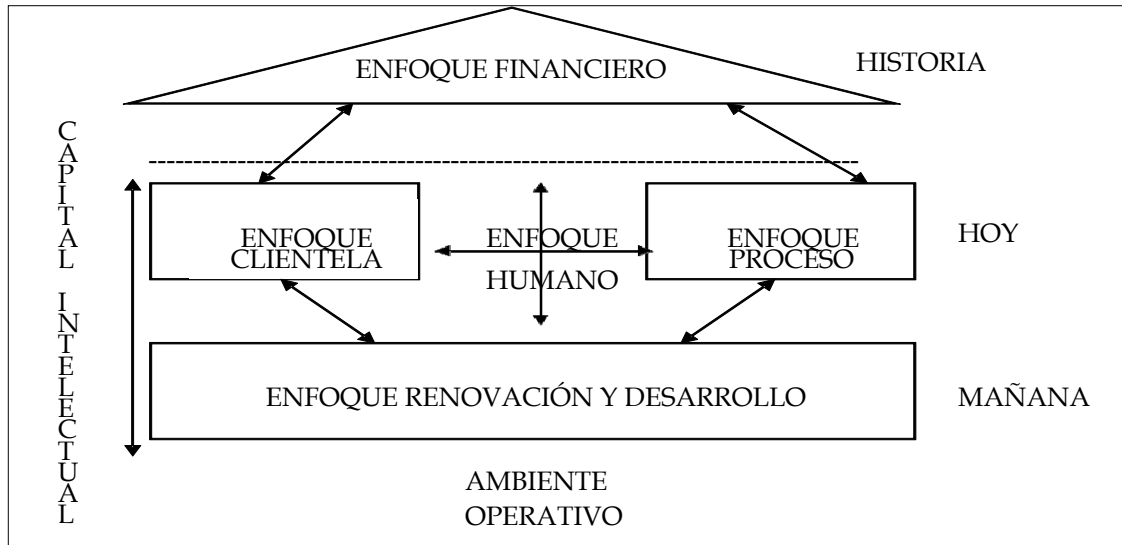 ENFOQUE FINANCIERO
HISTORIA
CAPITAL INTELECTUAL
ENFOQUE
CLIENTELA
ENFOQUE
HUMANO
ENFOQUE
PROCESO
HOY
ENFOQUE RENOVACIÓN Y DESARROLLO
MAÑANA
AMBIENTE
OPERATIVO